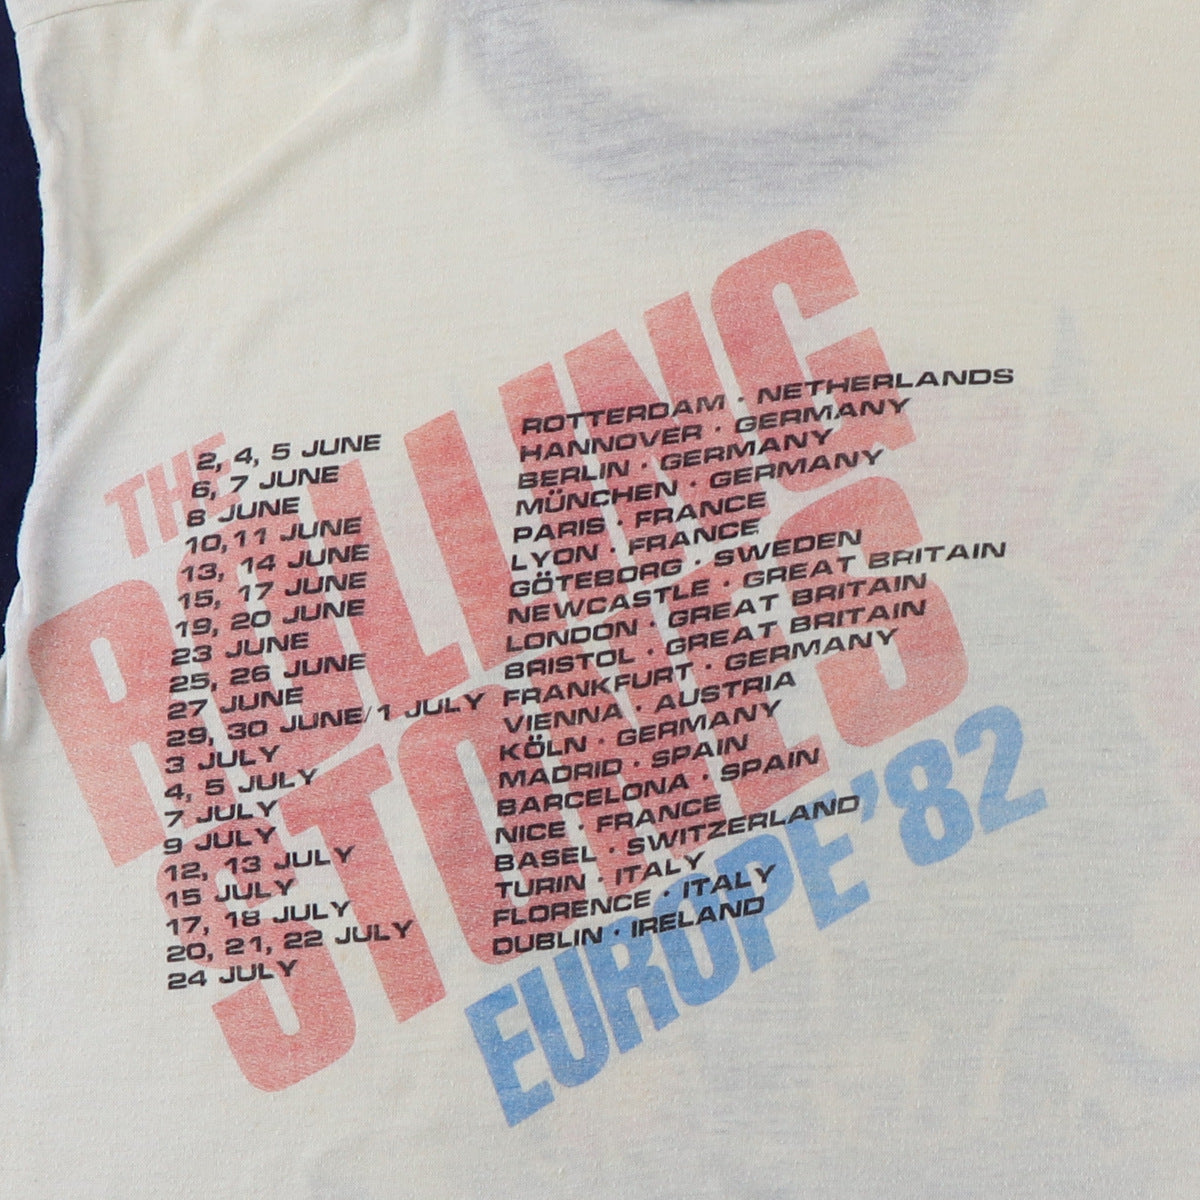 THE
ROLLING
STONES
EUROPE '82
2, 4, 5 JUNE ROTTERDAM · NETHERLANDS
6, 7 JUNE HANNOVER · GERMANY
8 JUNE BERLIN · GERMANY
10, 11 JUNE MÜNCHEN · GERMANY
13, 14 JUNE PARIS · FRANCE
15, 17 JUNE LYON · FRANCE
19, 20 JUNE GÖTEBORG · SWEDEN
23 JUNE NEWCASTLE · GREAT BRITAIN
25, 26 JUNE LONDON · GREAT BRITAIN
27 JUNE BRISTOL · GREAT BRITAIN
29, 30 JUNE/1 JULY FRANKFURT · GERMANY
3 JULY VIENNA · AUSTRIA
4, 5 JULY KÖLN · GERMANY
7 JULY MADRID · SPAIN
9 JULY BARCELONA · SPAIN
12, 13 JULY NICE · FRANCE
15 JULY BASEL · SWITZERLAND
17, 18 JULY TURIN · ITALY
20, 21, 22 JULY FLORENCE · ITALY
24 JULY DUBLIN · IRELAND